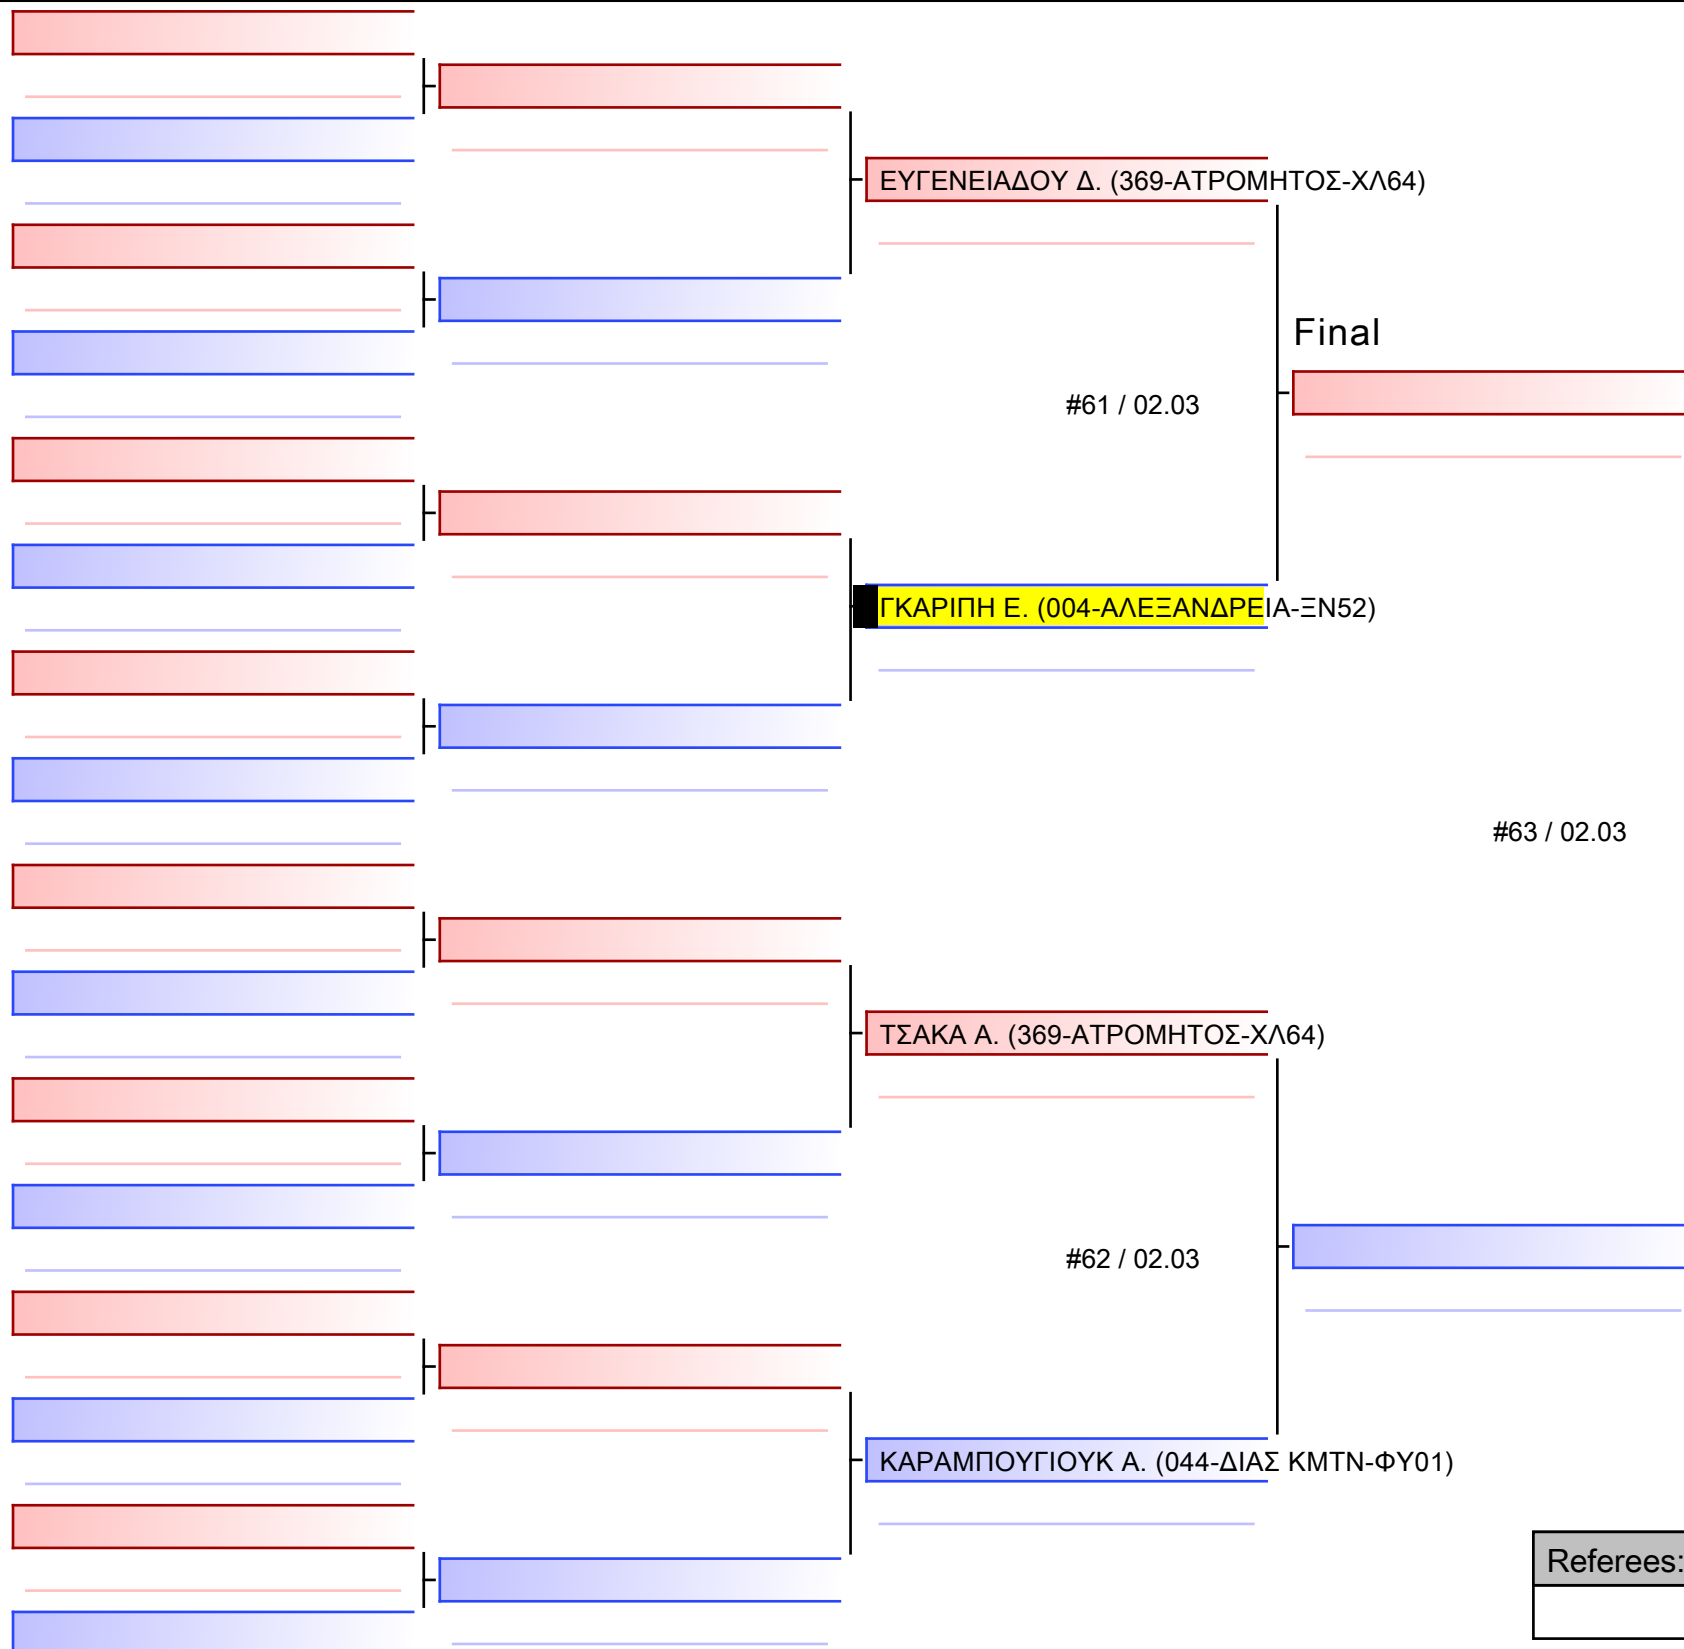 ΕΥΓΕΝΕΙΑΔΟΥ Δ. (369-ΑΤΡΟΜΗΤΟΣ-ΧΛ64)
Final
#61 / 02.03
ΓΚΑΡΙΠΗ Ε. (004-ΑΛΕΞΑΝΔΡΕΙΑ-ΞΝ52)
#63 / 02.03
ΤΣΑΚΑ Α. (369-ΑΤΡΟΜΗΤΟΣ-ΧΛ64)
#62 / 02.03
ΚΑΡΑΜΠΟΥΓΙΟΥΚ Α. (044-ΔΙΑΣ ΚΜΤΝ-ΦΥ01)
Referees: